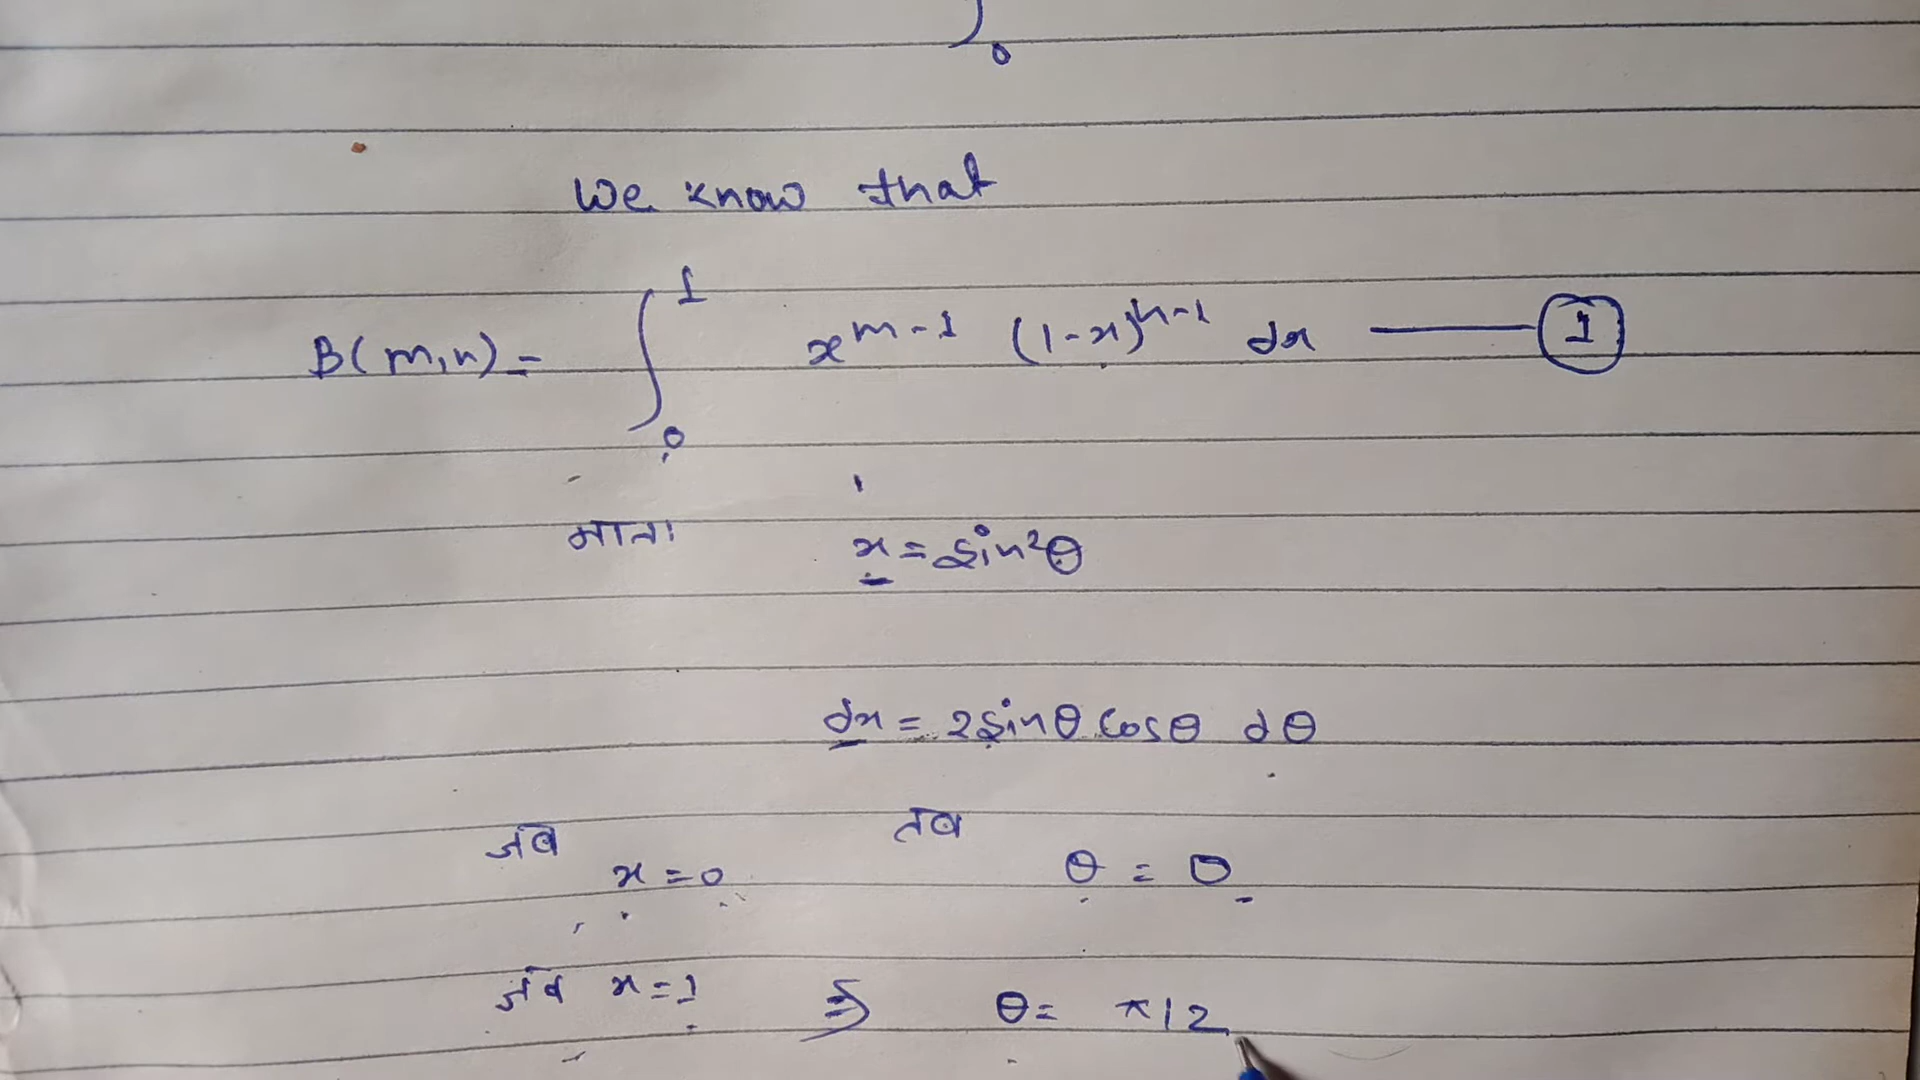 ∫₀
We know that
B(m,n) = ∫₀¹ x^{m-1} (1-x)^{n-1} dx ——— ①
माना x = sin²θ
dx = 2sinθ cosθ dθ
जब x = 0 तब θ = 0
जब x = 1 ⇒ θ = π/2